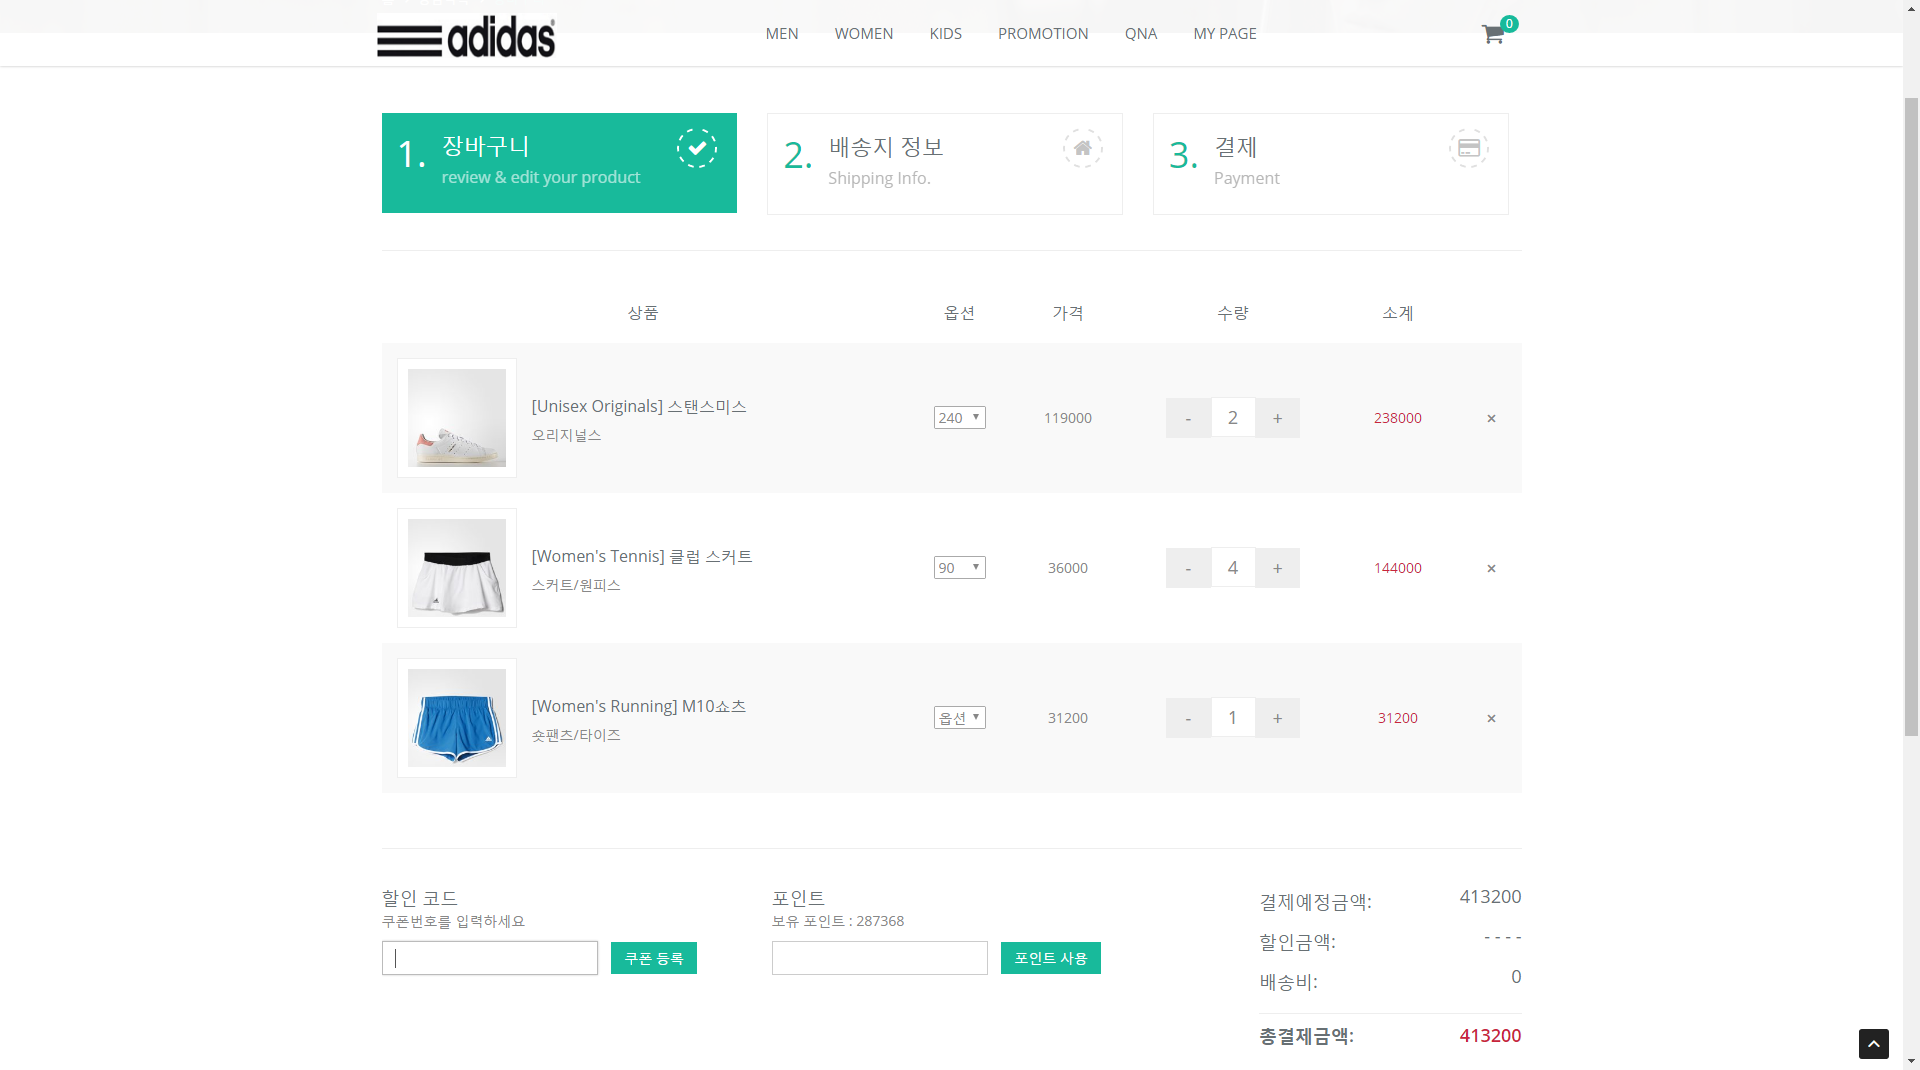 adidas
MEN
WOMEN
KIDS
PROMOTION
QNA
MY PAGE
0
1.
장바구니
review & edit your product
2.
배송지 정보
Shipping Info.
3.
결제
Payment
상품
옵션
가격
수량
소계
[Unisex Originals] 스탠스미스
오리지널스
240
119000
- 2 +
238000
×
[Women's Tennis] 클럽 스커트
스커트/원피스
90
36000
- 4 +
144000
×
[Women's Running] M10쇼츠
숏팬츠/타이즈
옵션
31200
- 1 +
31200
×
할인 코드
쿠폰번호를 입력하세요
쿠폰 등록
포인트
보유 포인트 : 287368
포인트 사용
결제예정금액: 413200
할인금액: - - - -
배송비: 0
총결제금액: 413200